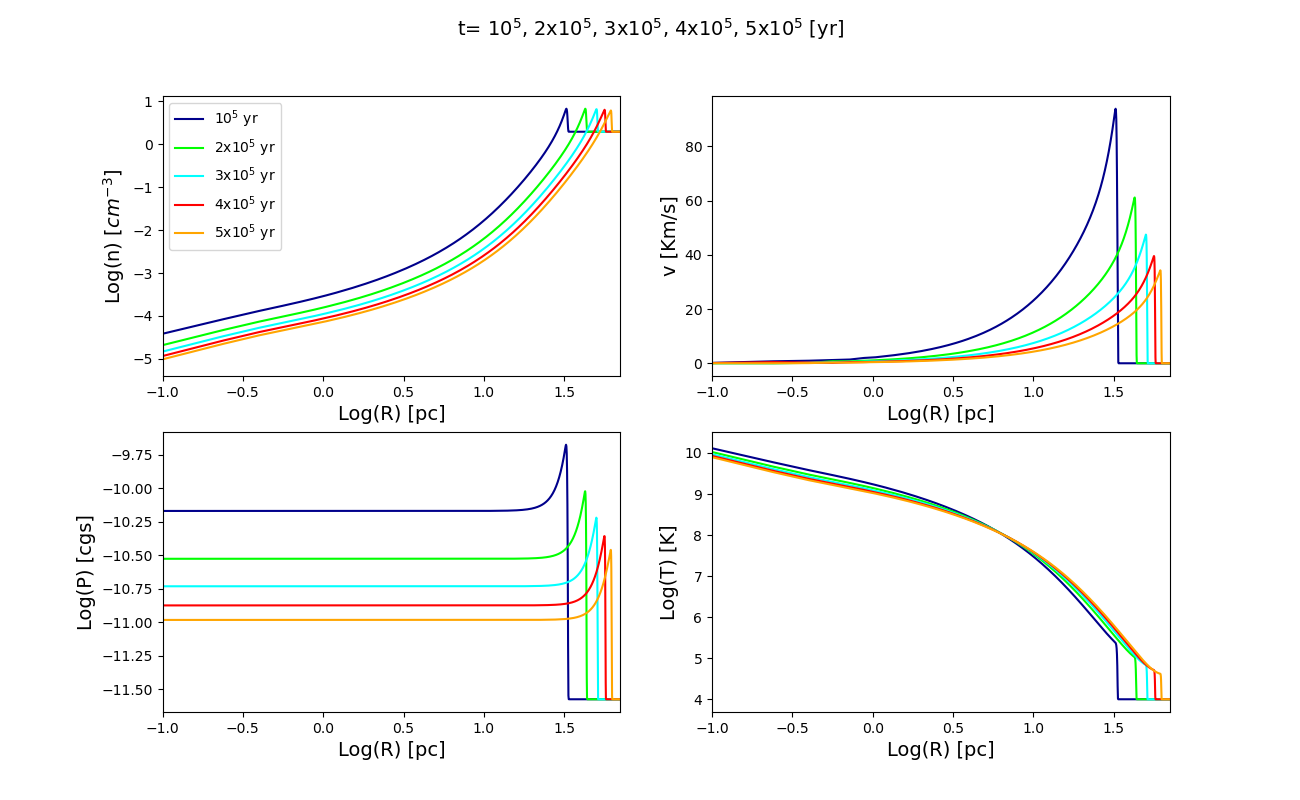 t= 10⁵, 2x10⁵, 3x10⁵, 4x10⁵, 5x10⁵ [yr]
Log(n) [cm⁻³]
1
0
−1
−2
−3
−4
−5
10⁵ yr
2x10⁵ yr
3x10⁵ yr
4x10⁵ yr
5x10⁵ yr
−1.0 −0.5 0.0 0.5 1.0 1.5
Log(R) [pc]
v [Km/s]
80
60
40
20
0
−1.0 −0.5 0.0 0.5 1.0 1.5
Log(R) [pc]
Log(P) [cgs]
−9.75
−10.00
−10.25
−10.50
−10.75
−11.00
−11.25
−11.50
−1.0 −0.5 0.0 0.5 1.0 1.5
Log(R) [pc]
Log(T) [K]
10
9
8
7
6
5
4
−1.0 −0.5 0.0 0.5 1.0 1.5
Log(R) [pc]